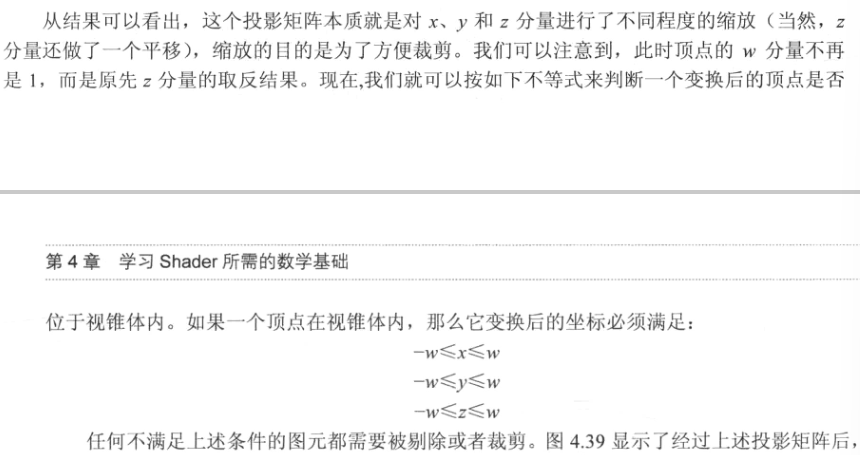 从结果可以看出，这个投影矩阵本质就是对 x、y 和 z 分量进行了不同程度的缩放（当然，z
分量还做了一个平移），缩放的目的是为了方便裁剪。我们可以注意到，此时顶点的 w 分量不再
是 1，而是原先 z 分量的取反结果。现在,我们就可以按如下不等式来判断一个变换后的顶点是否
第 4 章 学习 Shader 所需的数学基础
位于视锥体内。如果一个顶点在视锥体内，那么它变换后的坐标必须满足：
−w≤x≤w
−w≤y≤w
−w≤z≤w
任何不满足上述条件的图元都需要被剔除或者裁剪。图 4.39 显示了经过上述投影矩阵后，